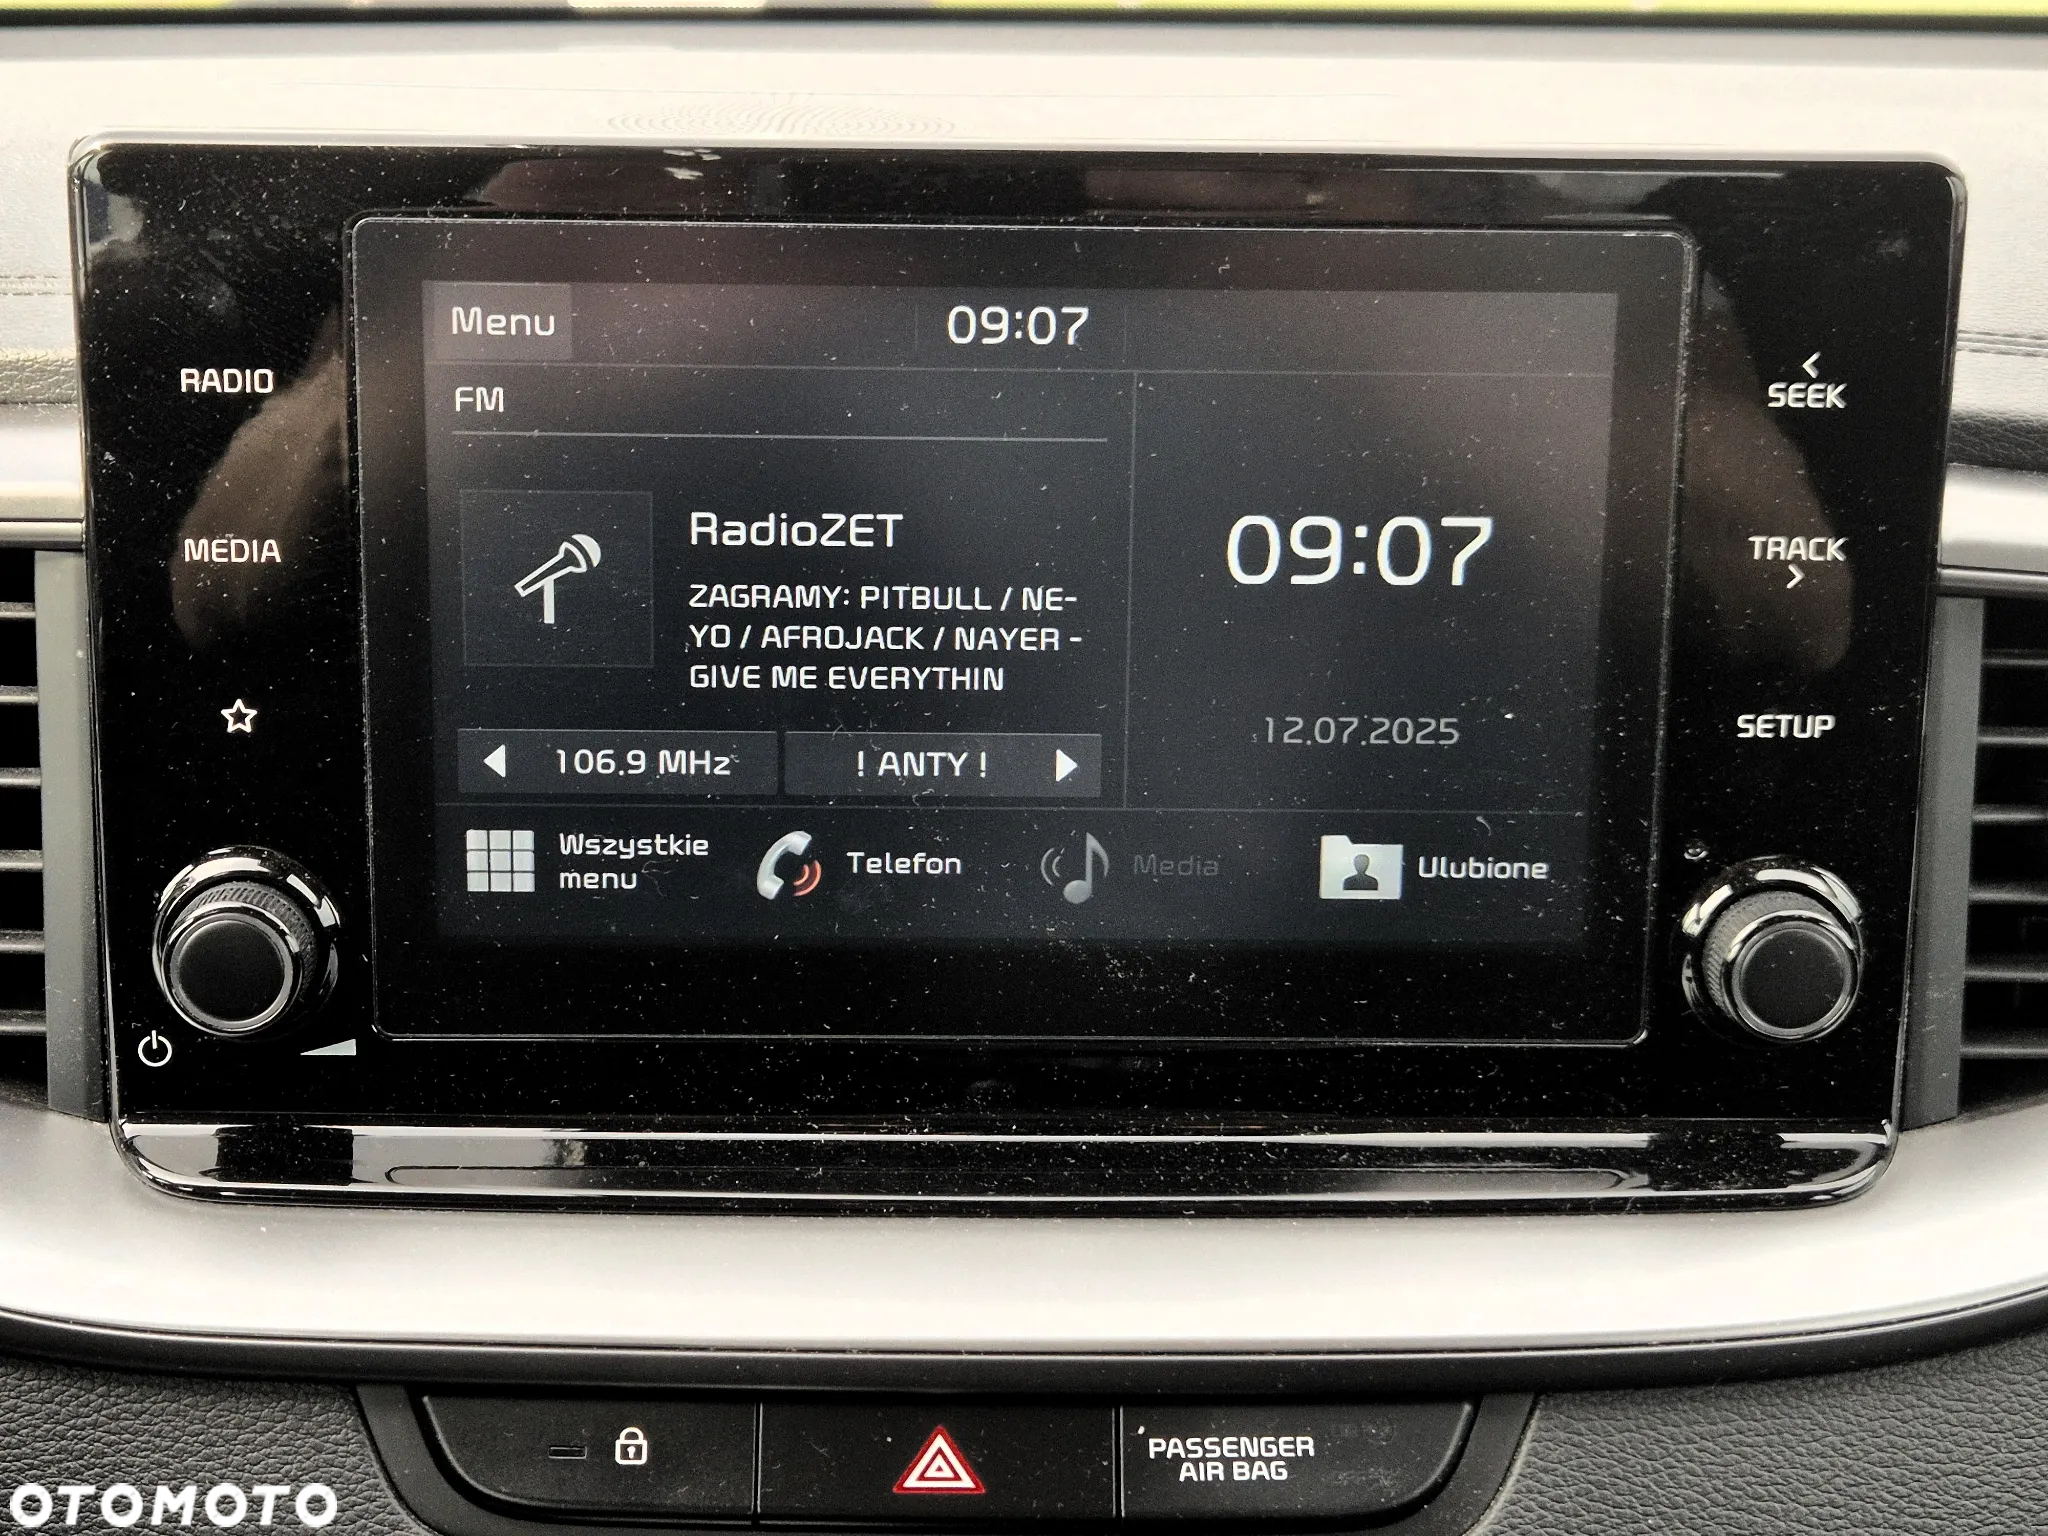 Menu
09:07
FM
RadioZET
ZAGRAMY: PITBULL / NE-
YO / AFROJACK / NAYER -
GIVE ME EVERYTHIN
106.9 MHz
! ANTY !
09:07
12.07.2025
Wszystkie
menu
Telefon
Media
Ulubione
RADIO
MEDIA
SEEK
TRACK
SETUP
PASSENGER
AIR BAG
OTOMOTO